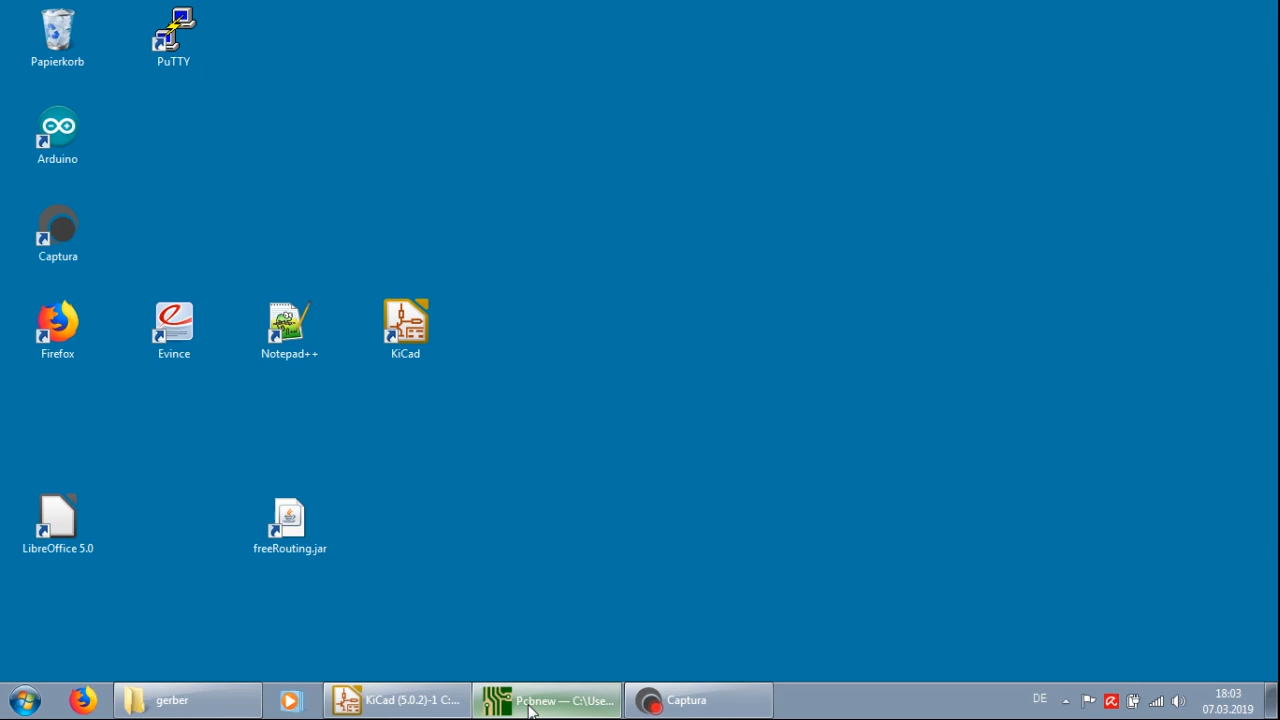 Papierkorb
PuTTY
Arduino
Captura
Firefox
Evince
Notepad++
KiCad
LibreOffice 5.0
freeRouting.jar
gerber
KiCad (5.0.2)-1 C:...
Pcbnew — C:\Use...
Captura
DE
18:03
07.03.2019